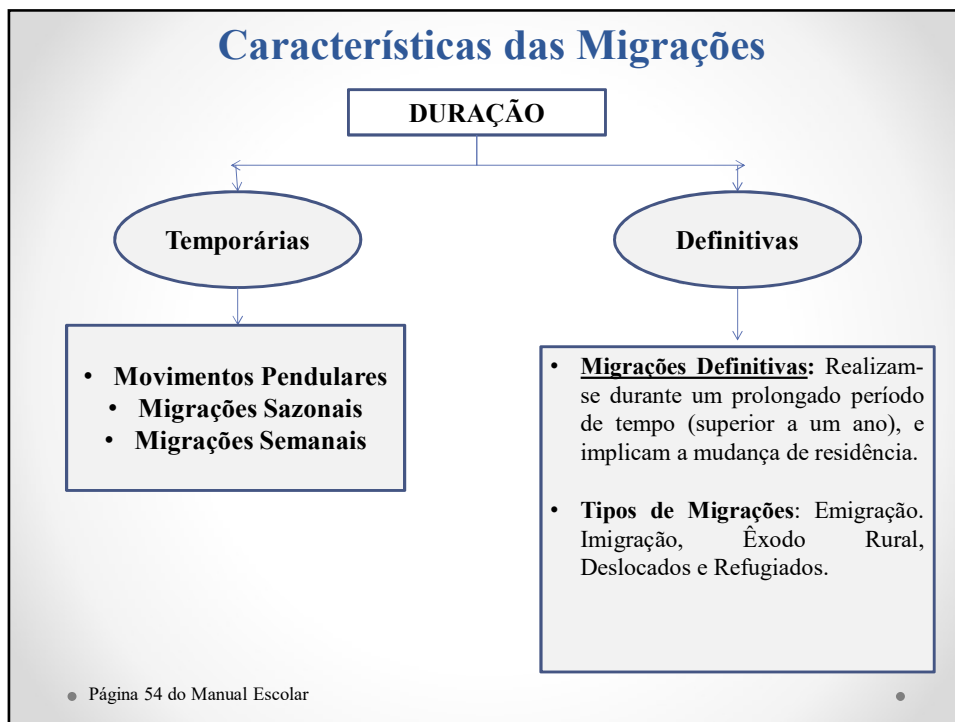 Características das Migrações
DURAÇÃO
Temporárias
Definitivas
• Movimentos Pendulares
• Migrações Sazonais
• Migrações Semanais
• Migrações Definitivas: Realizam-
se durante um prolongado período
de tempo (superior a um ano), e
implicam a mudança de residência.
• Tipos de Migrações: Emigração.
Imigração, Êxodo Rural,
Deslocados e Refugiados.
Página 54 do Manual Escolar